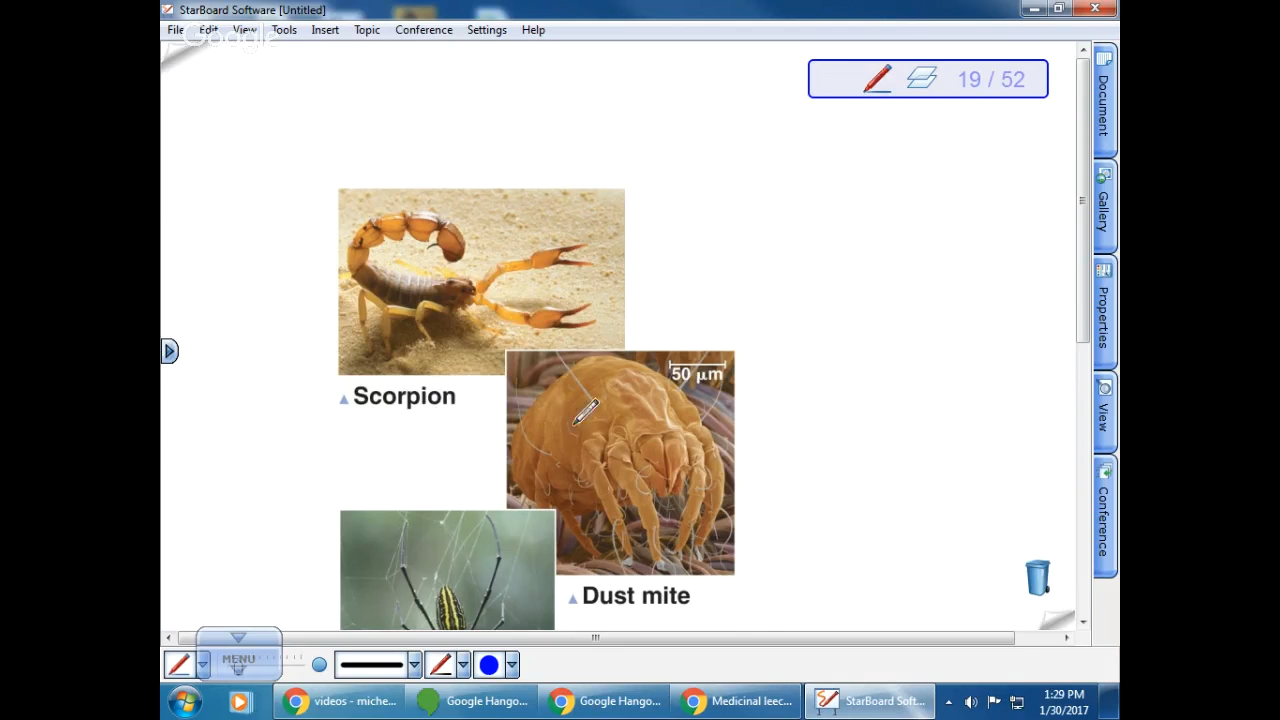 StarBoard Software [Untitled]
File Edit View Tools Insert Topic Conference Settings Help
Google
19 / 52
Document
Gallery
Properties
View
Conference
50 µm
Scorpion
Dust mite
MENU
videos - miche...
Google Hango...
Google Hango...
Medicinal leec...
StarBoard Soft...
1:29 PM
1/30/2017